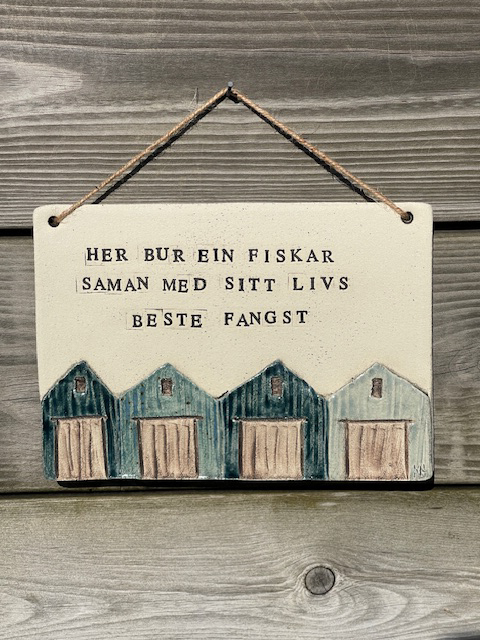 HER BUR EIN FISKAR
SAMAN MED SITT LIVS
BESTE FANGST